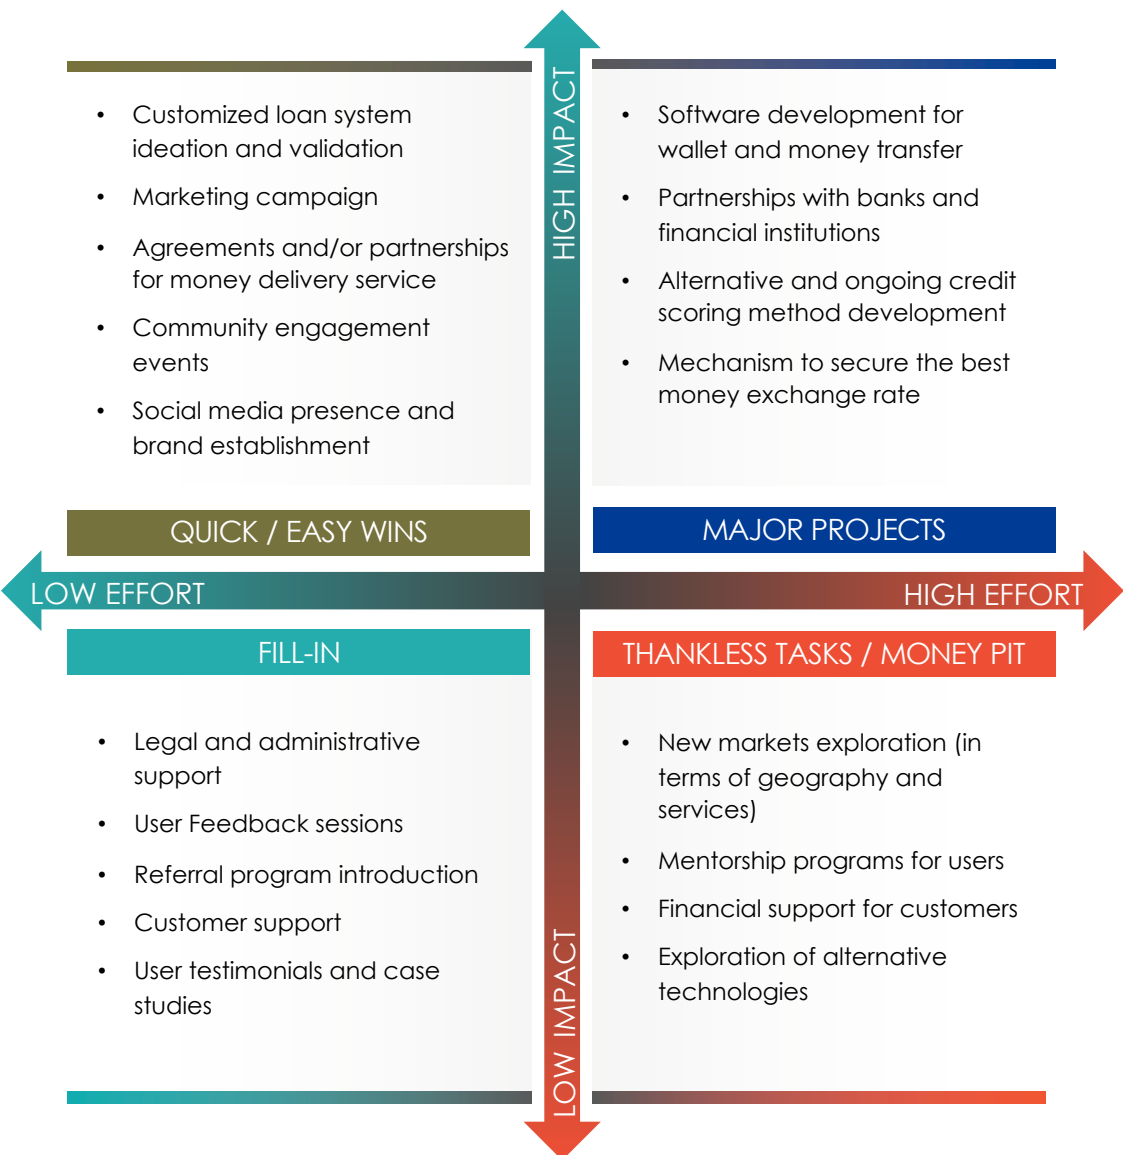 HIGH IMPACT
• Customized loan system
ideation and validation
• Marketing campaign
• Agreements and/or partnerships
for money delivery service
• Community engagement
events
• Social media presence and
brand establishment
QUICK / EASY WINS
• Software development for
wallet and money transfer
• Partnerships with banks and
financial institutions
• Alternative and ongoing credit
scoring method development
• Mechanism to secure the best
money exchange rate
MAJOR PROJECTS
LOW EFFORT
HIGH EFFORT
FILL-IN
• Legal and administrative
support
• User Feedback sessions
• Referral program introduction
• Customer support
• User testimonials and case
studies
THANKLESS TASKS / MONEY PIT
• New markets exploration (in
terms of geography and
services)
• Mentorship programs for users
• Financial support for customers
• Exploration of alternative
technologies
LOW IMPACT